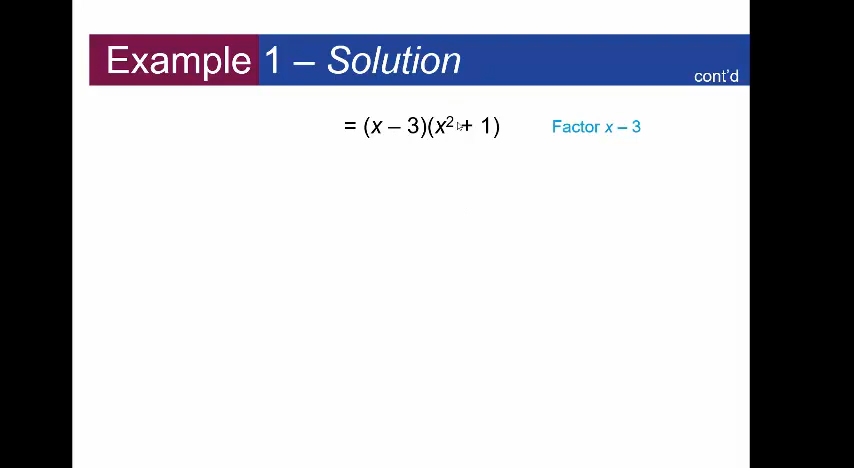 Example 1 – Solution
cont'd
= (x – 3)(x² + 1) Factor x – 3